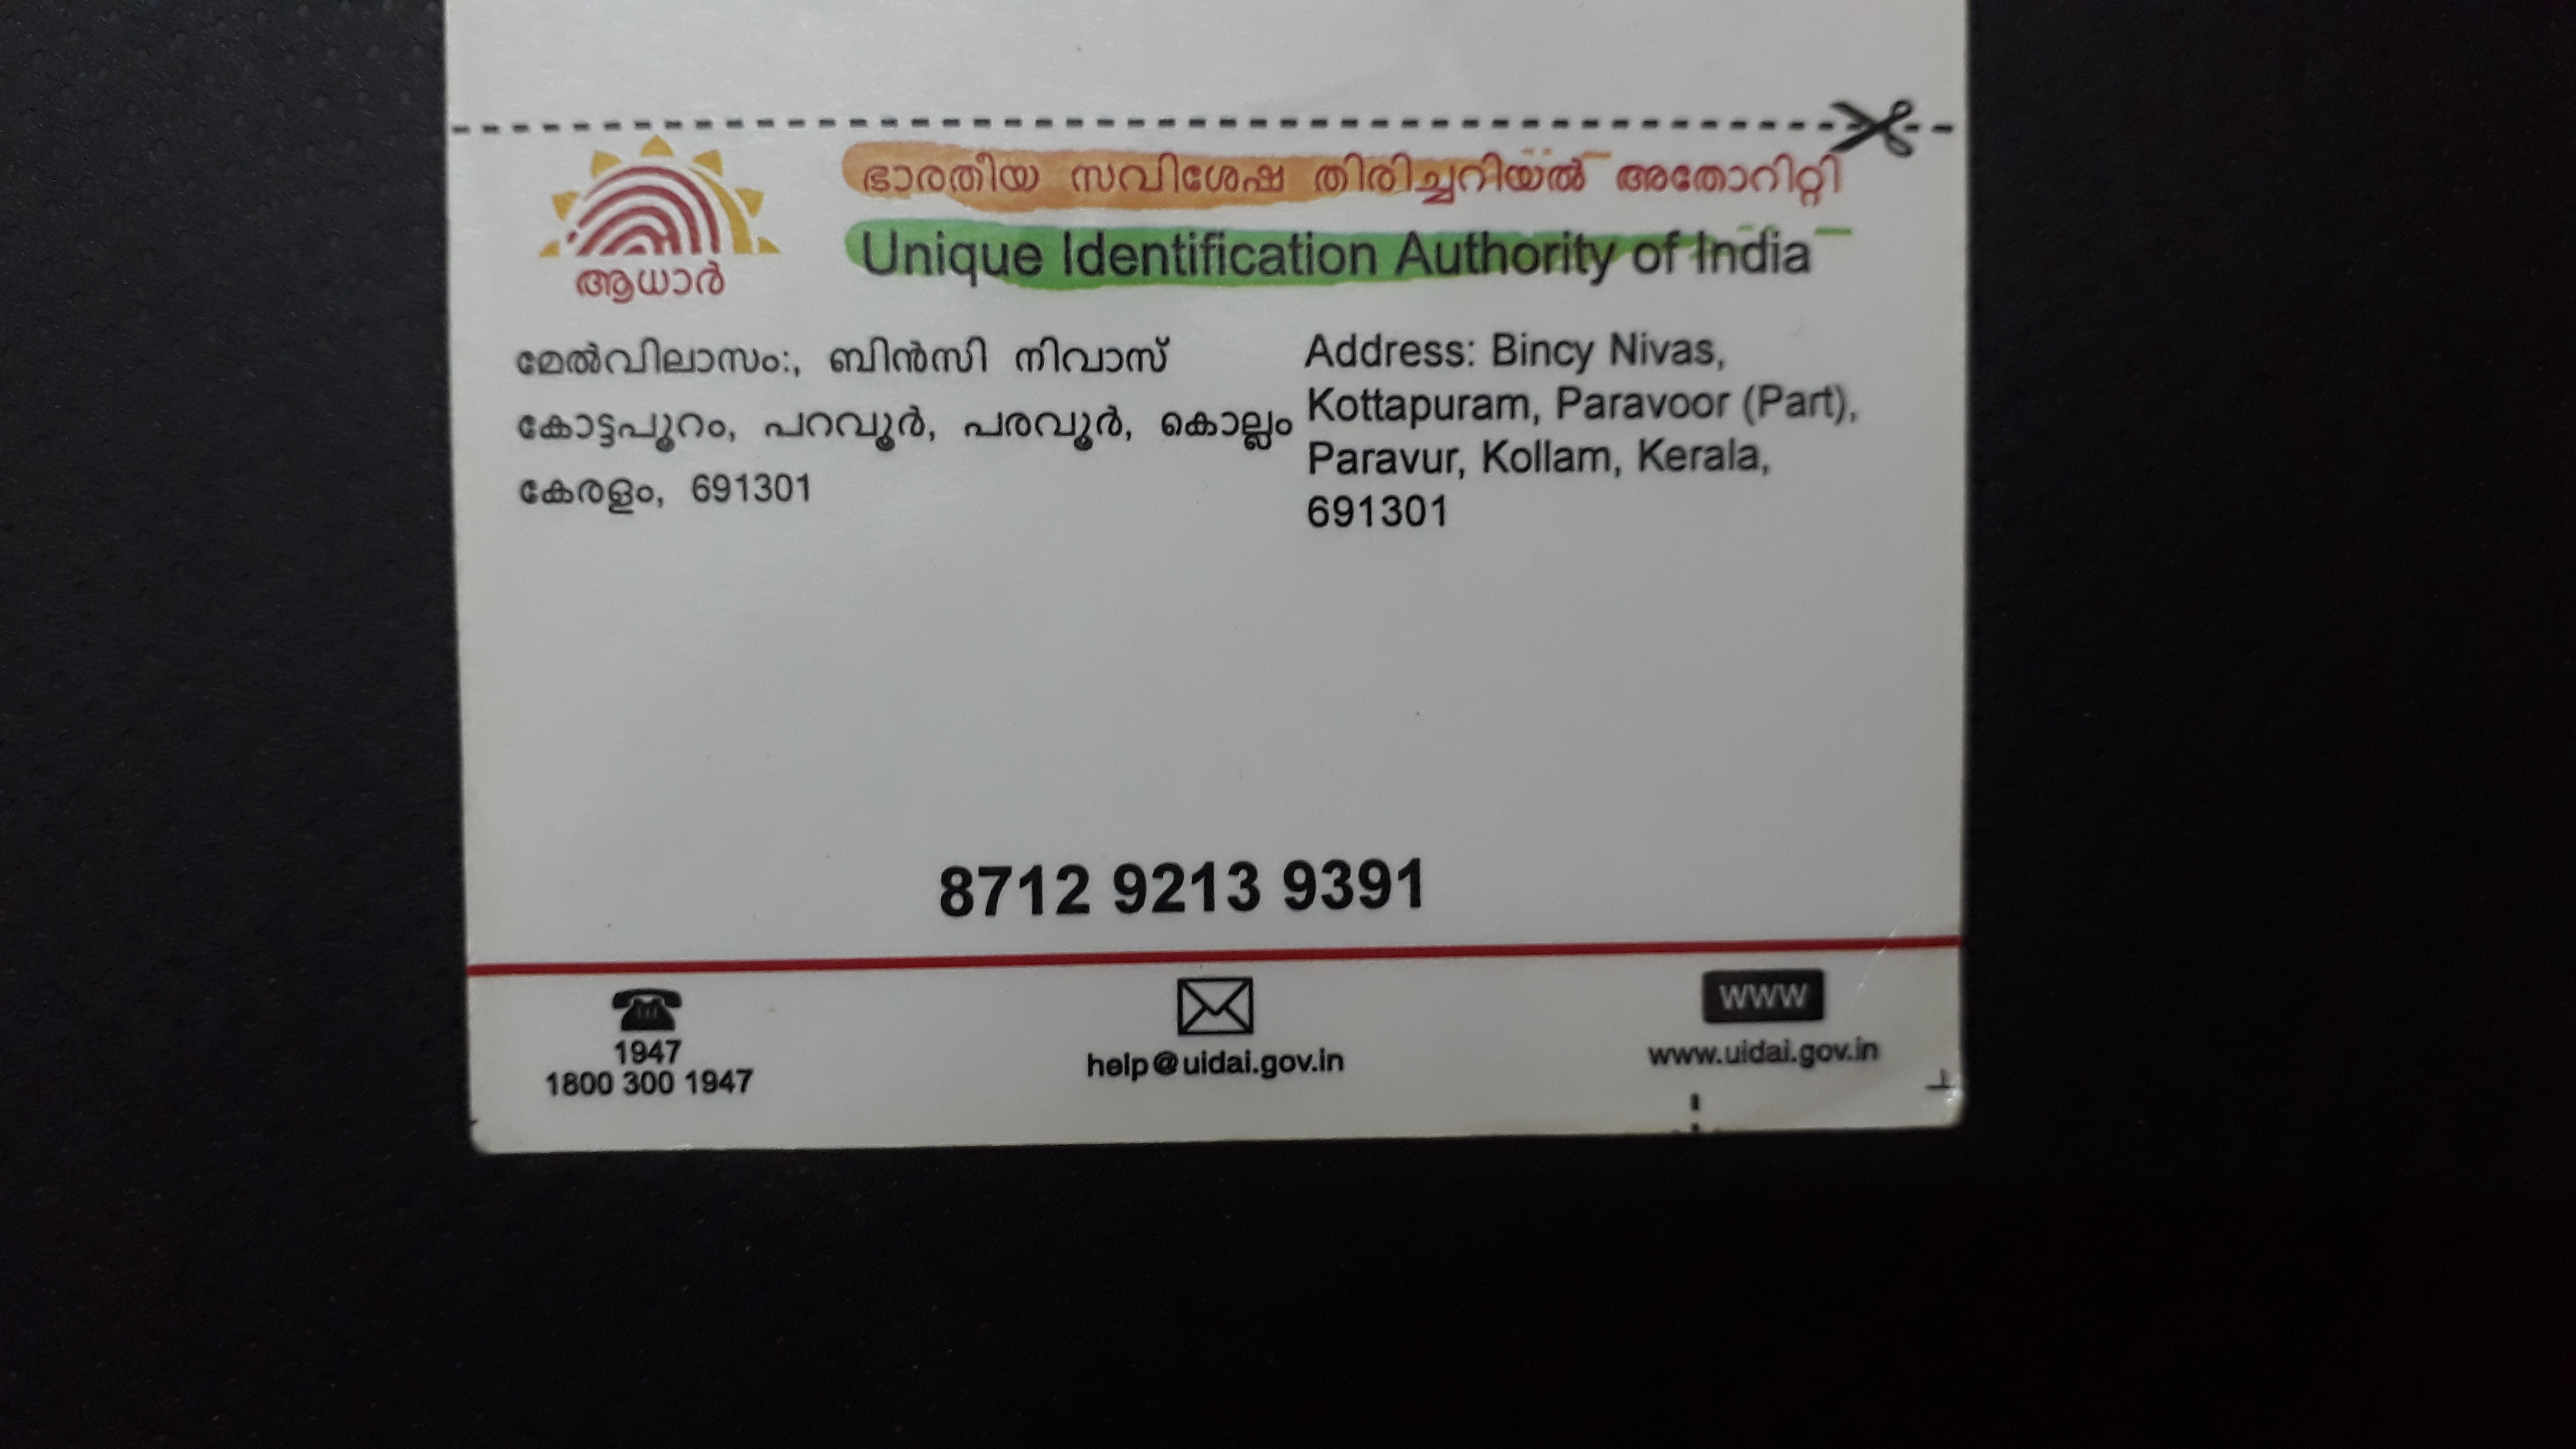 ഭാരതീയ സവിശേഷ തിരിച്ചറിയൽ അതോറിറ്റി
Unique Identification Authority of India
ആധാർ
മേൽവിലാസം:, ബിൻസി നിവാസ്
കോട്ടപൂറം, പറവൂർ, പരവൂർ, കൊല്ലം
കേരളം, 691301
Address: Bincy Nivas,
Kottapuram, Paravoor (Part),
Paravur, Kollam, Kerala,
691301
8712 9213 9391
1947
1800 300 1947
help@uidai.gov.in
www
www.uidai.gov.in